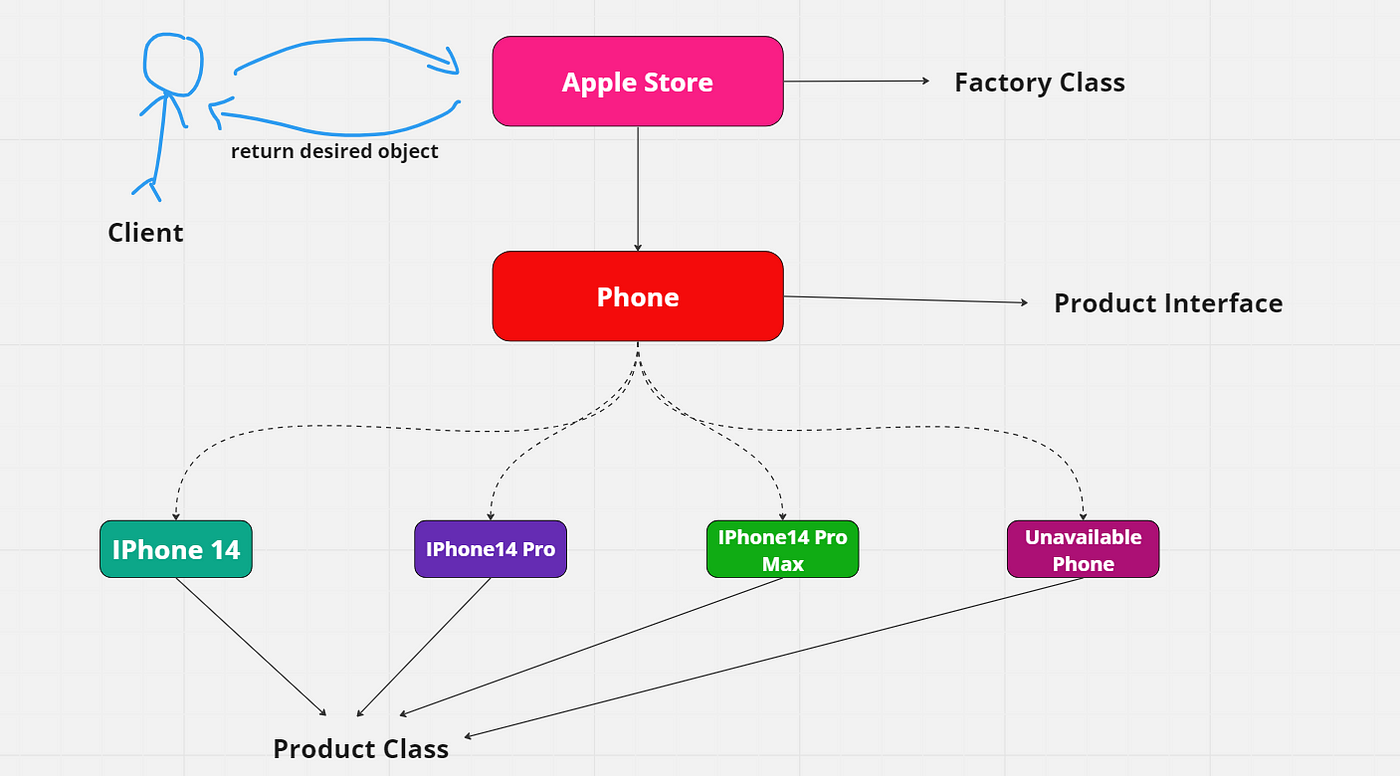 Apple Store
Factory Class
return desired object
Client
Phone
Product Interface
IPhone 14
IPhone14 Pro
IPhone14 Pro
Max
Unavailable
Phone
Product Class